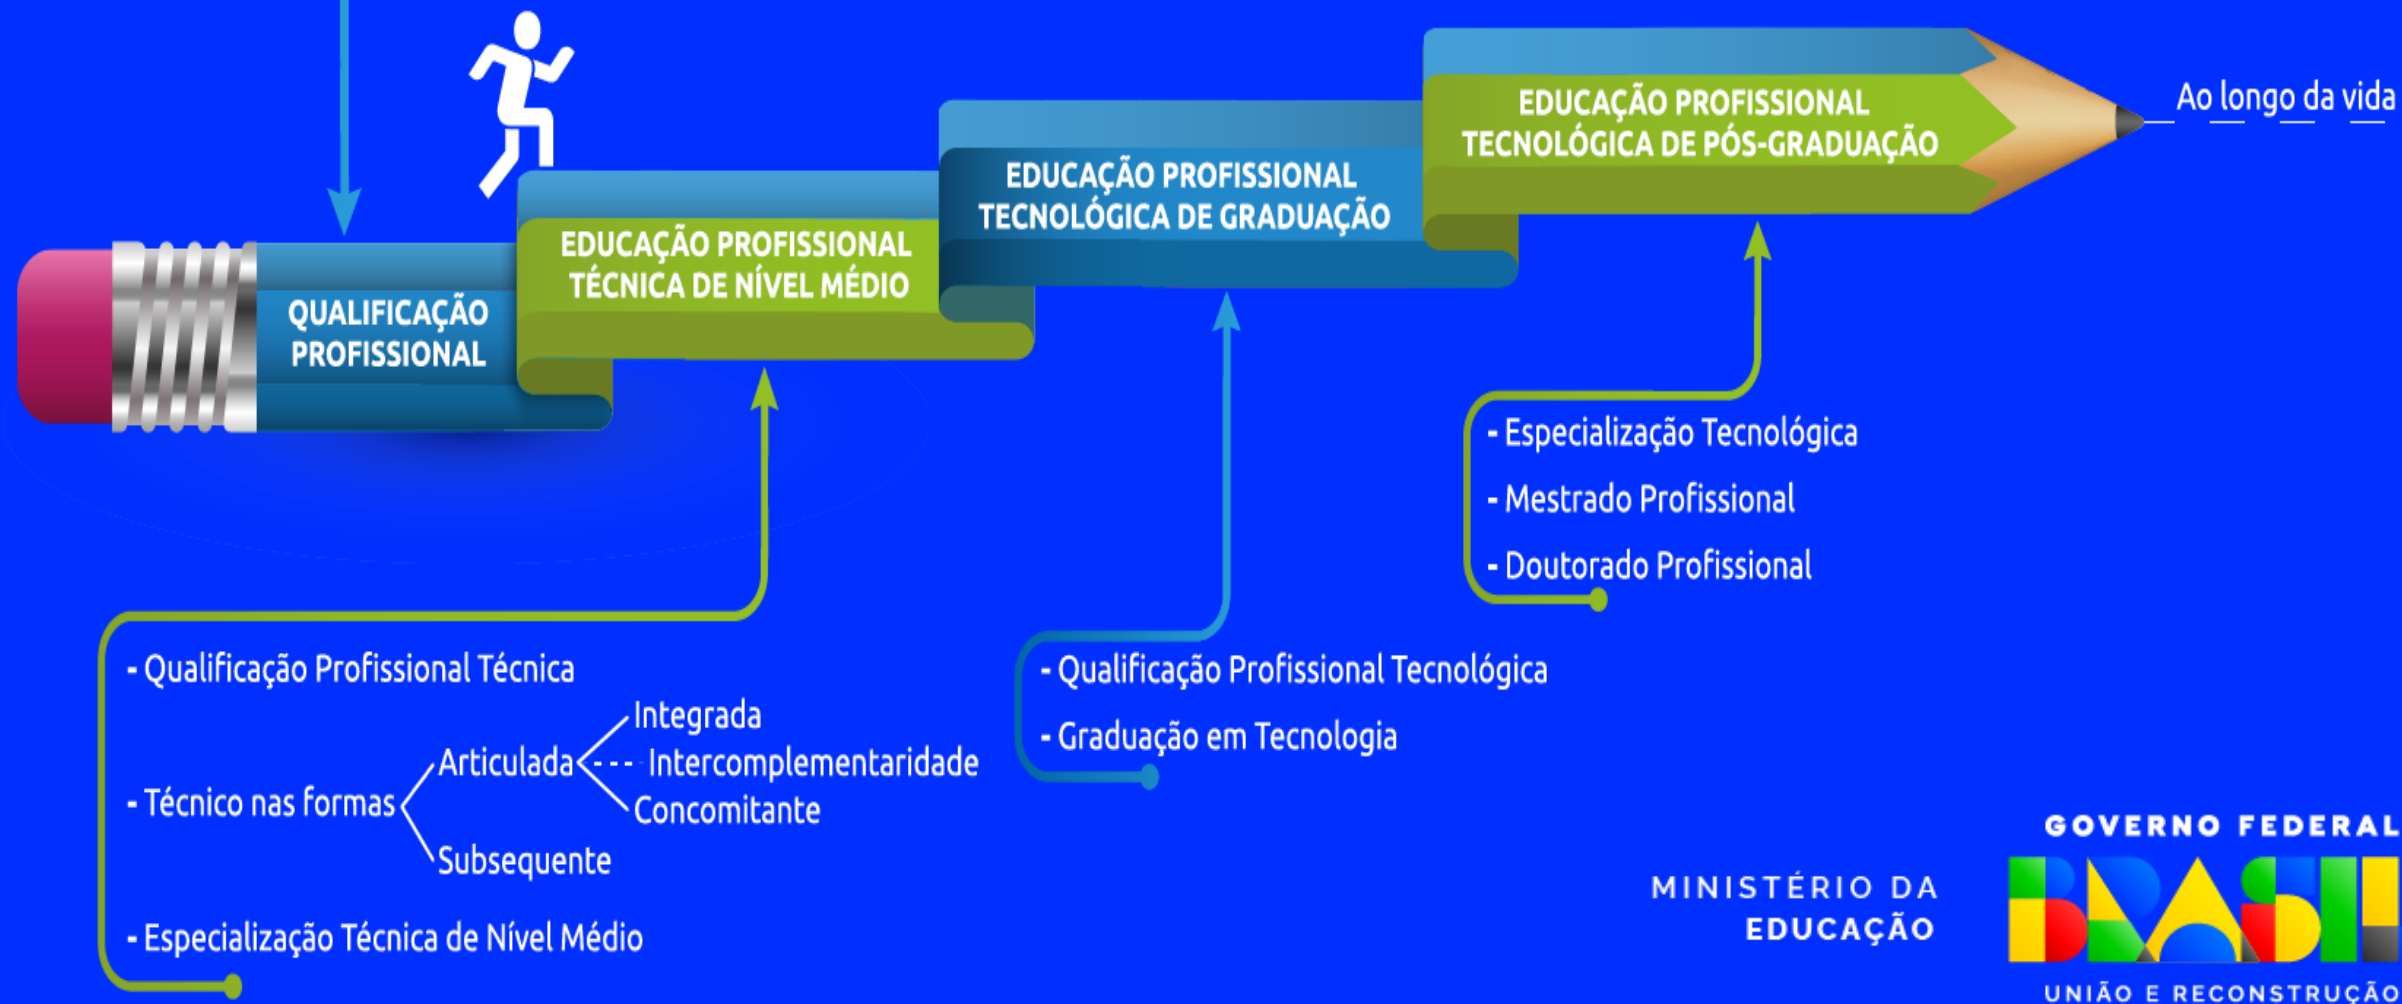 QUALIFICAÇÃO
PROFISSIONAL
EDUCAÇÃO PROFISSIONAL
TÉCNICA DE NÍVEL MÉDIO
EDUCAÇÃO PROFISSIONAL
TECNOLÓGICA DE GRADUAÇÃO
EDUCAÇÃO PROFISSIONAL
TECNOLÓGICA DE PÓS-GRADUAÇÃO
Ao longo da vida
- Qualificação Profissional Técnica
- Técnico nas formas
Articulada
Integrada
Intercomplementaridade
Concomitante
Subsequente
- Especialização Técnica de Nível Médio
- Qualificação Profissional Tecnológica
- Graduação em Tecnologia
- Especialização Tecnológica
- Mestrado Profissional
- Doutorado Profissional
MINISTÉRIO DA
EDUCAÇÃO
GOVERNO FEDERAL
BRASIL
UNIÃO E RECONSTRUÇÃO